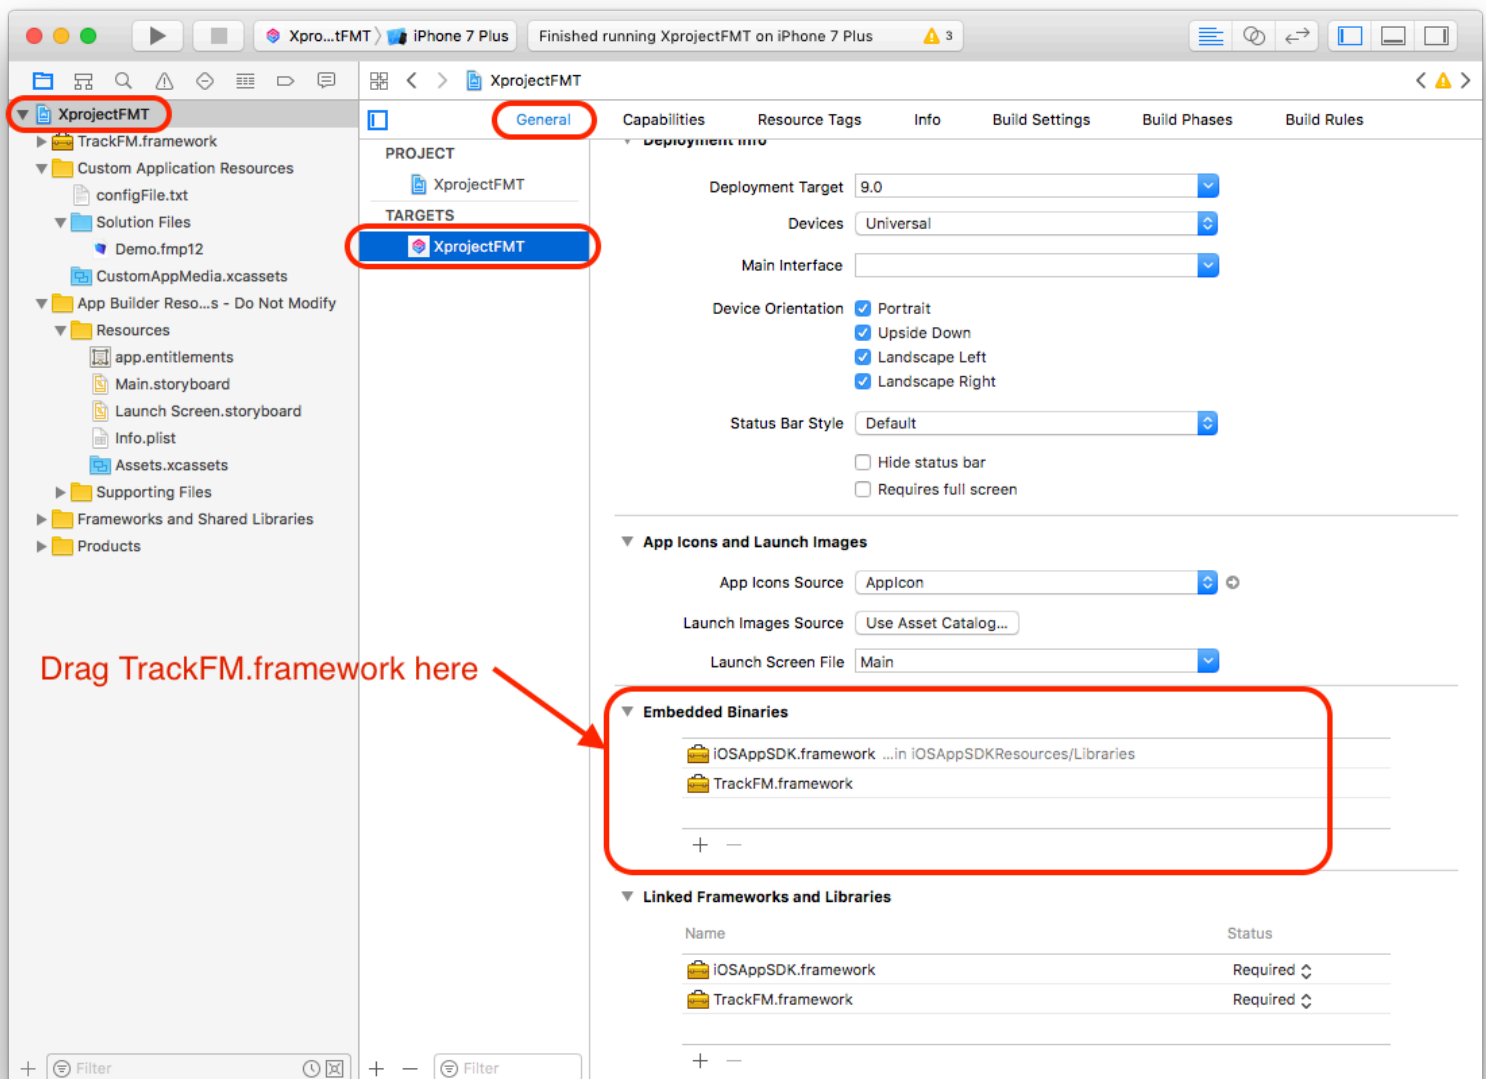 Xpro...tFMT
iPhone 7 Plus
Finished running XprojectFMT on iPhone 7 Plus
3
XprojectFMT
XprojectFMT
TrackFM.framework
Custom Application Resources
configFile.txt
Solution Files
Demo.fmp12
CustomAppMedia.xcassets
App Builder Reso...s - Do Not Modify
Resources
app.entitlements
Main.storyboard
Launch Screen.storyboard
Info.plist
Assets.xcassets
Supporting Files
Frameworks and Shared Libraries
Products
Filter
General
Capabilities
Resource Tags
Info
Build Settings
Build Phases
Build Rules
PROJECT
XprojectFMT
TARGETS
XprojectFMT
Filter
Deployment Info
Deployment Target 9.0
Devices Universal
Main Interface
Device Orientation Portrait
Upside Down
Landscape Left
Landscape Right
Status Bar Style Default
Hide status bar
Requires full screen
App Icons and Launch Images
App Icons Source AppIcon
Launch Images Source Use Asset Catalog...
Launch Screen File Main
Drag TrackFM.framework here
Embedded Binaries
iOSAppSDK.framework ...in iOSAppSDKResources/Libraries
TrackFM.framework
Linked Frameworks and Libraries
Name Status
iOSAppSDK.framework Required
TrackFM.framework Required